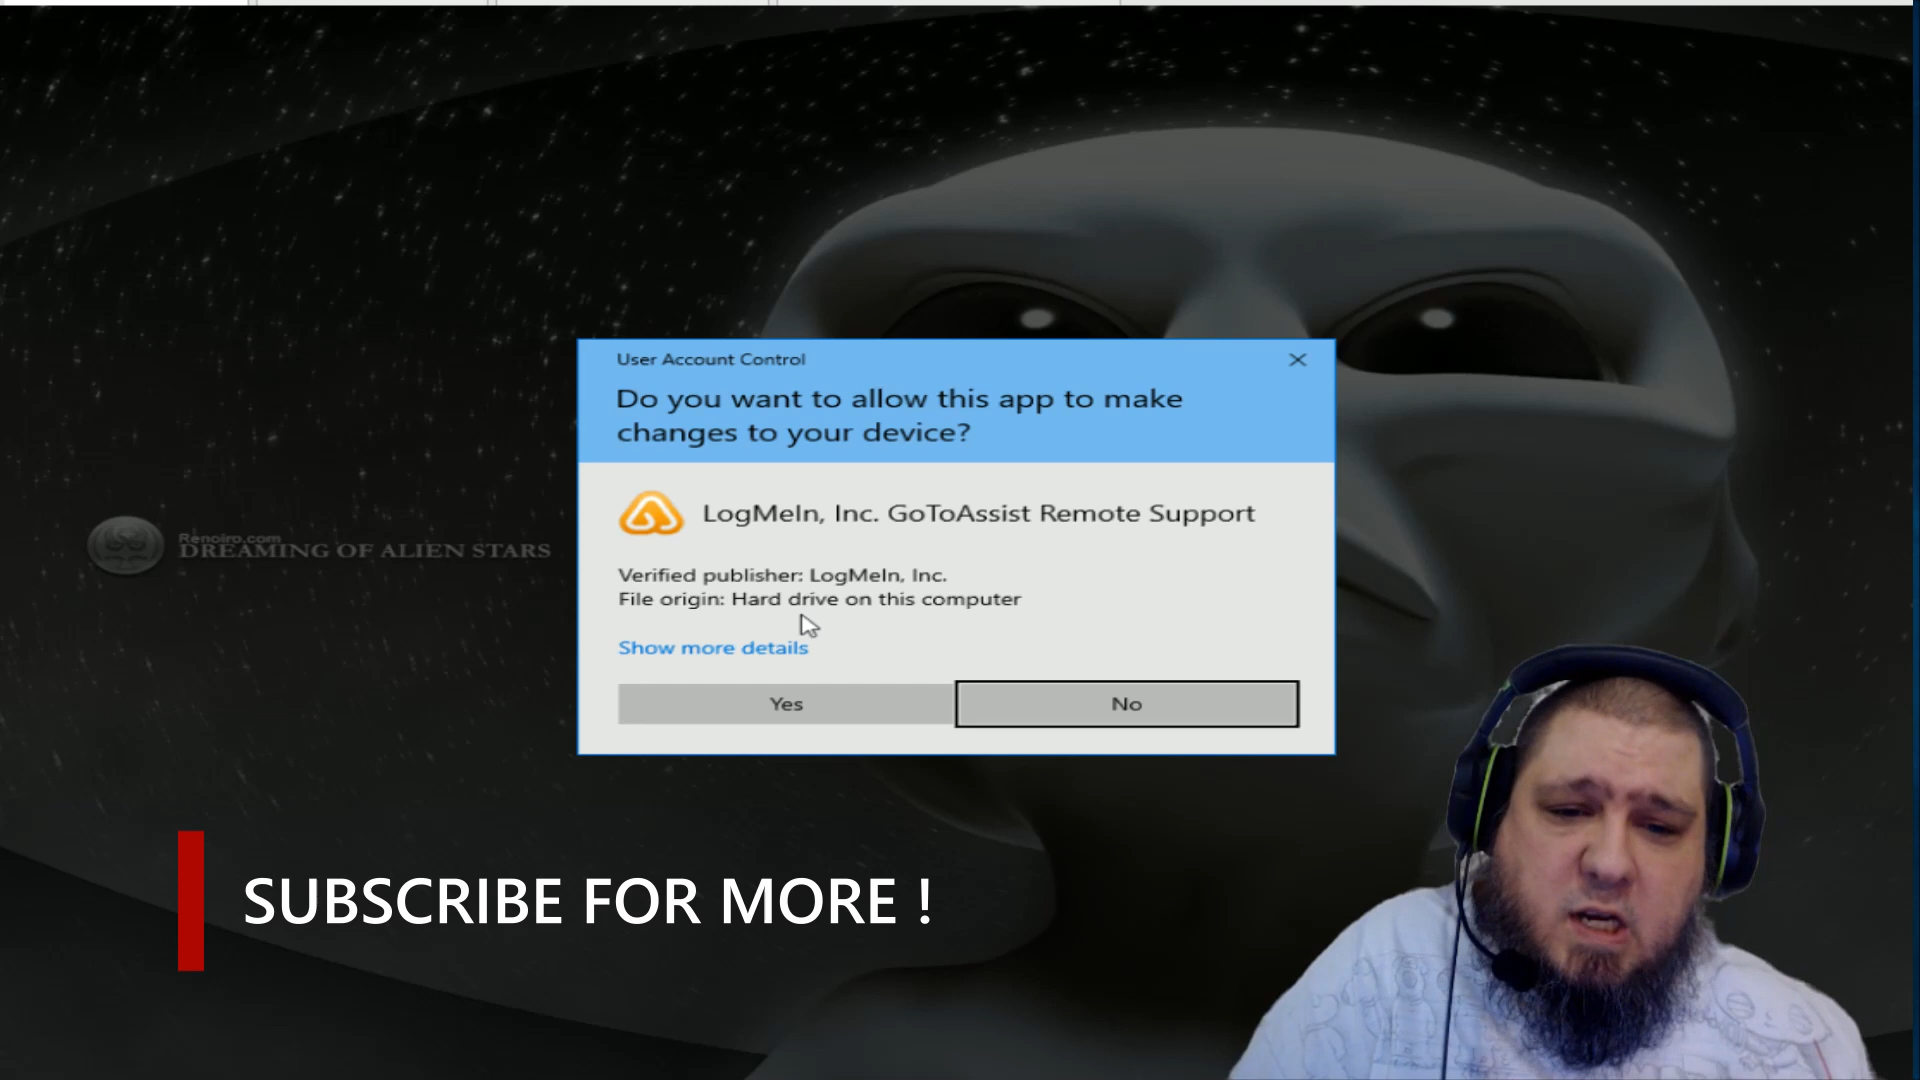 User Account Control
Do you want to allow this app to make
changes to your device?
LogMeIn, Inc. GoToAssist Remote Support
Verified publisher: LogMeIn, Inc.
File origin: Hard drive on this computer
Show more details
Yes
No
Renoiro.com
DREAMING OF ALIEN STARS
SUBSCRIBE FOR MORE !